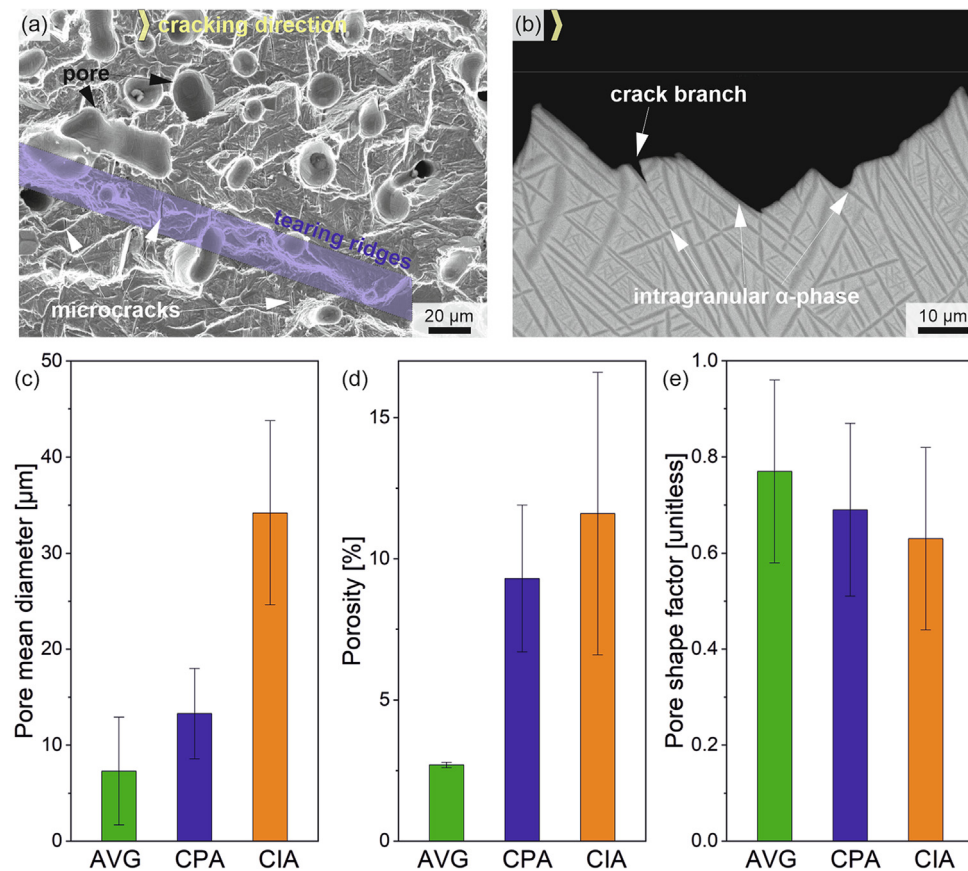 (a)
cracking direction
pore
tearing ridges
microcracks
20 µm
(b)
crack branch
intragranular α-phase
10 µm
(c)
Pore mean diameter [µm]
50
40
30
20
10
0
AVG CPA CIA
(d)
Porosity [%]
15
10
5
0
AVG CPA CIA
(e)
Pore shape factor [unitless]
1.0
0.8
0.6
0.4
0.2
0.0
AVG CPA CIA